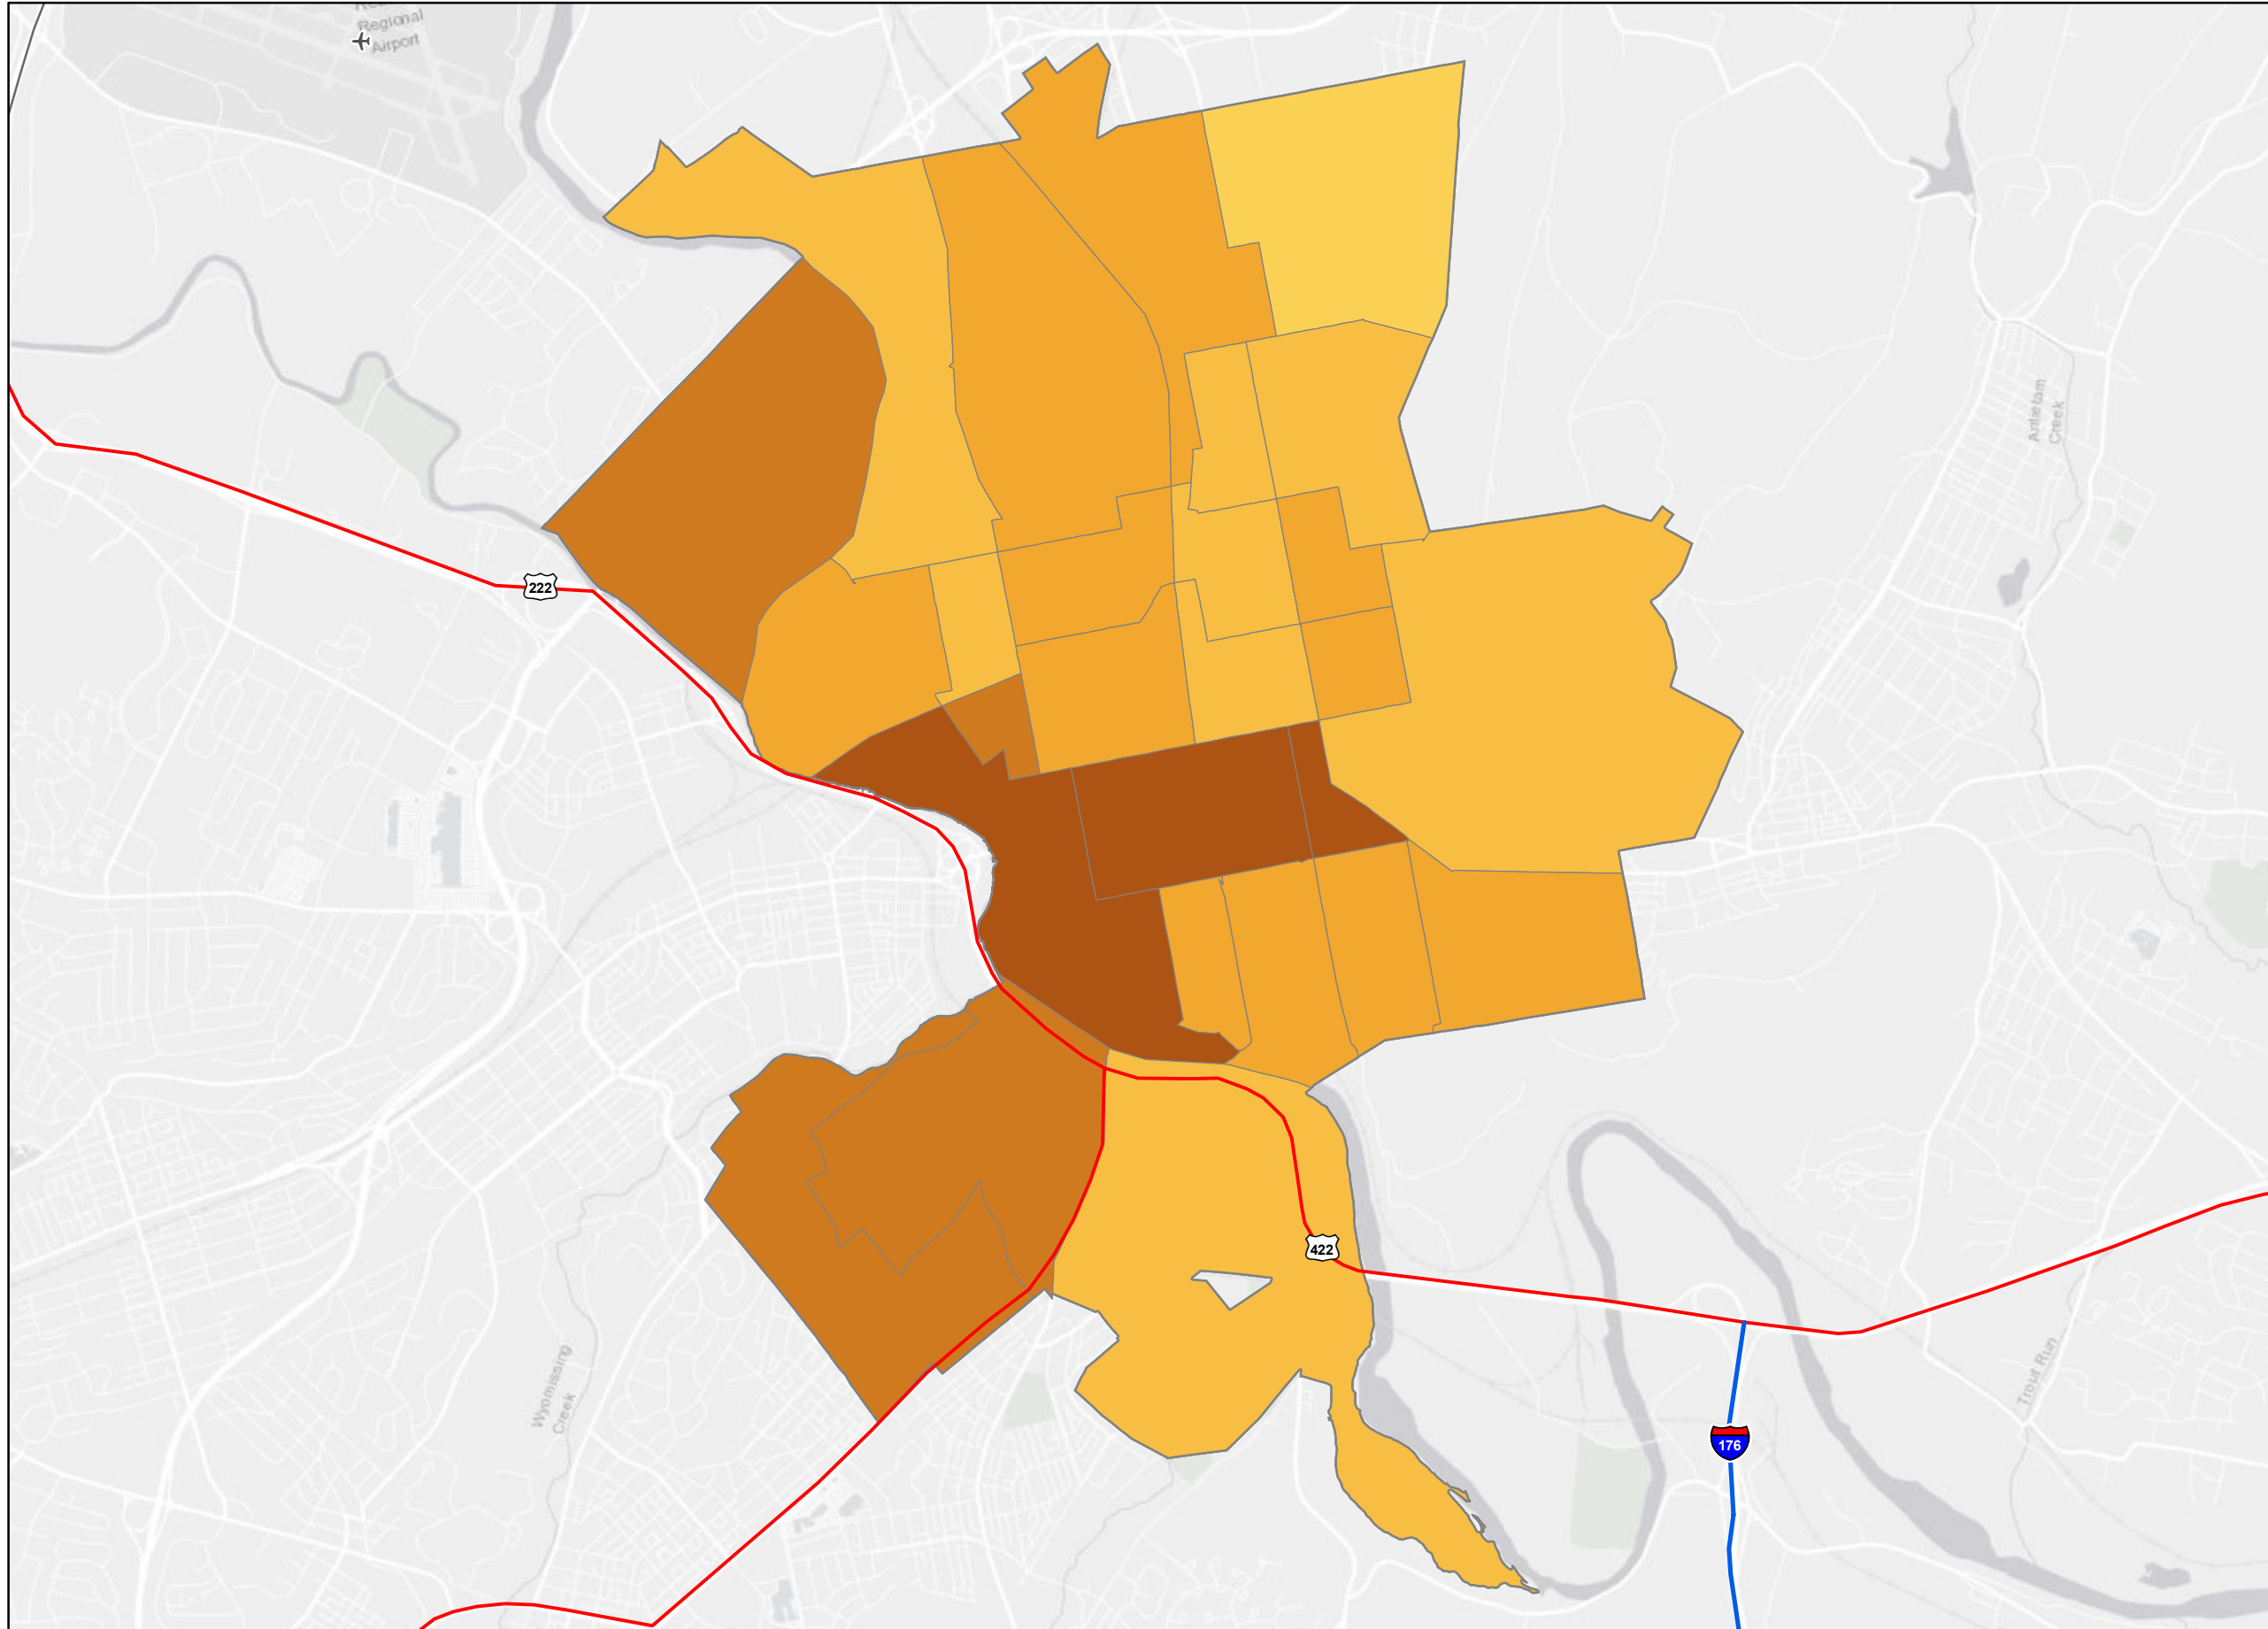 Regional
Airport
Antietam
Creek
222
422
Wyomissing
Creek
Trout Run
176